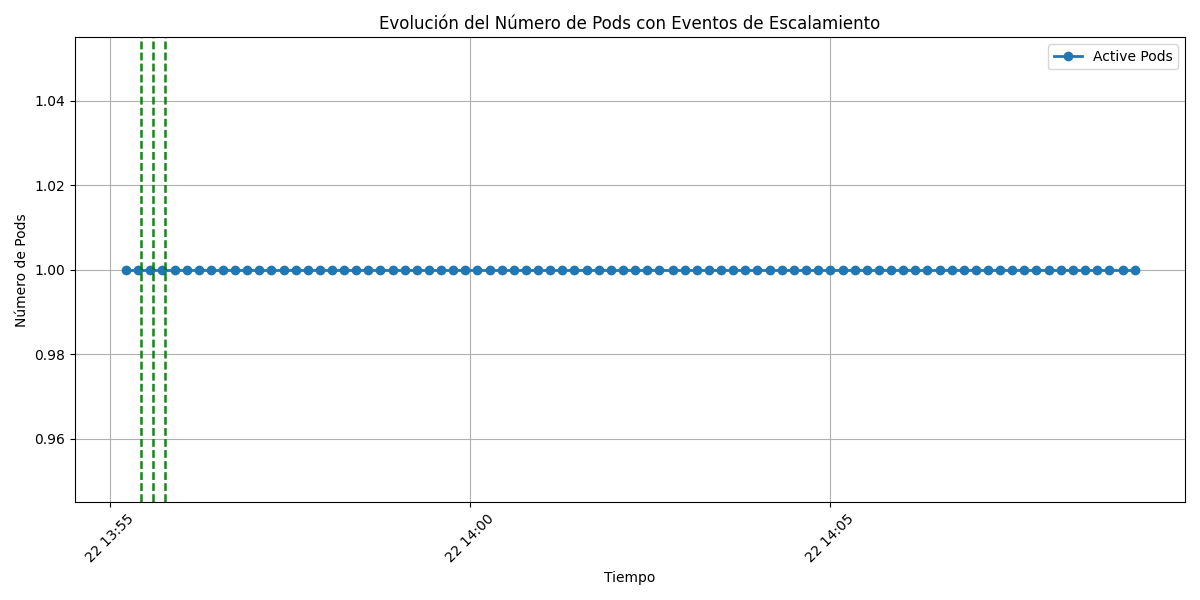 Evolución del Número de Pods con Eventos de Escalamiento
Active Pods
1.04
1.02
1.00
0.98
0.96
Número de Pods
22 13:55
22 14:00
22 14:05
Tiempo